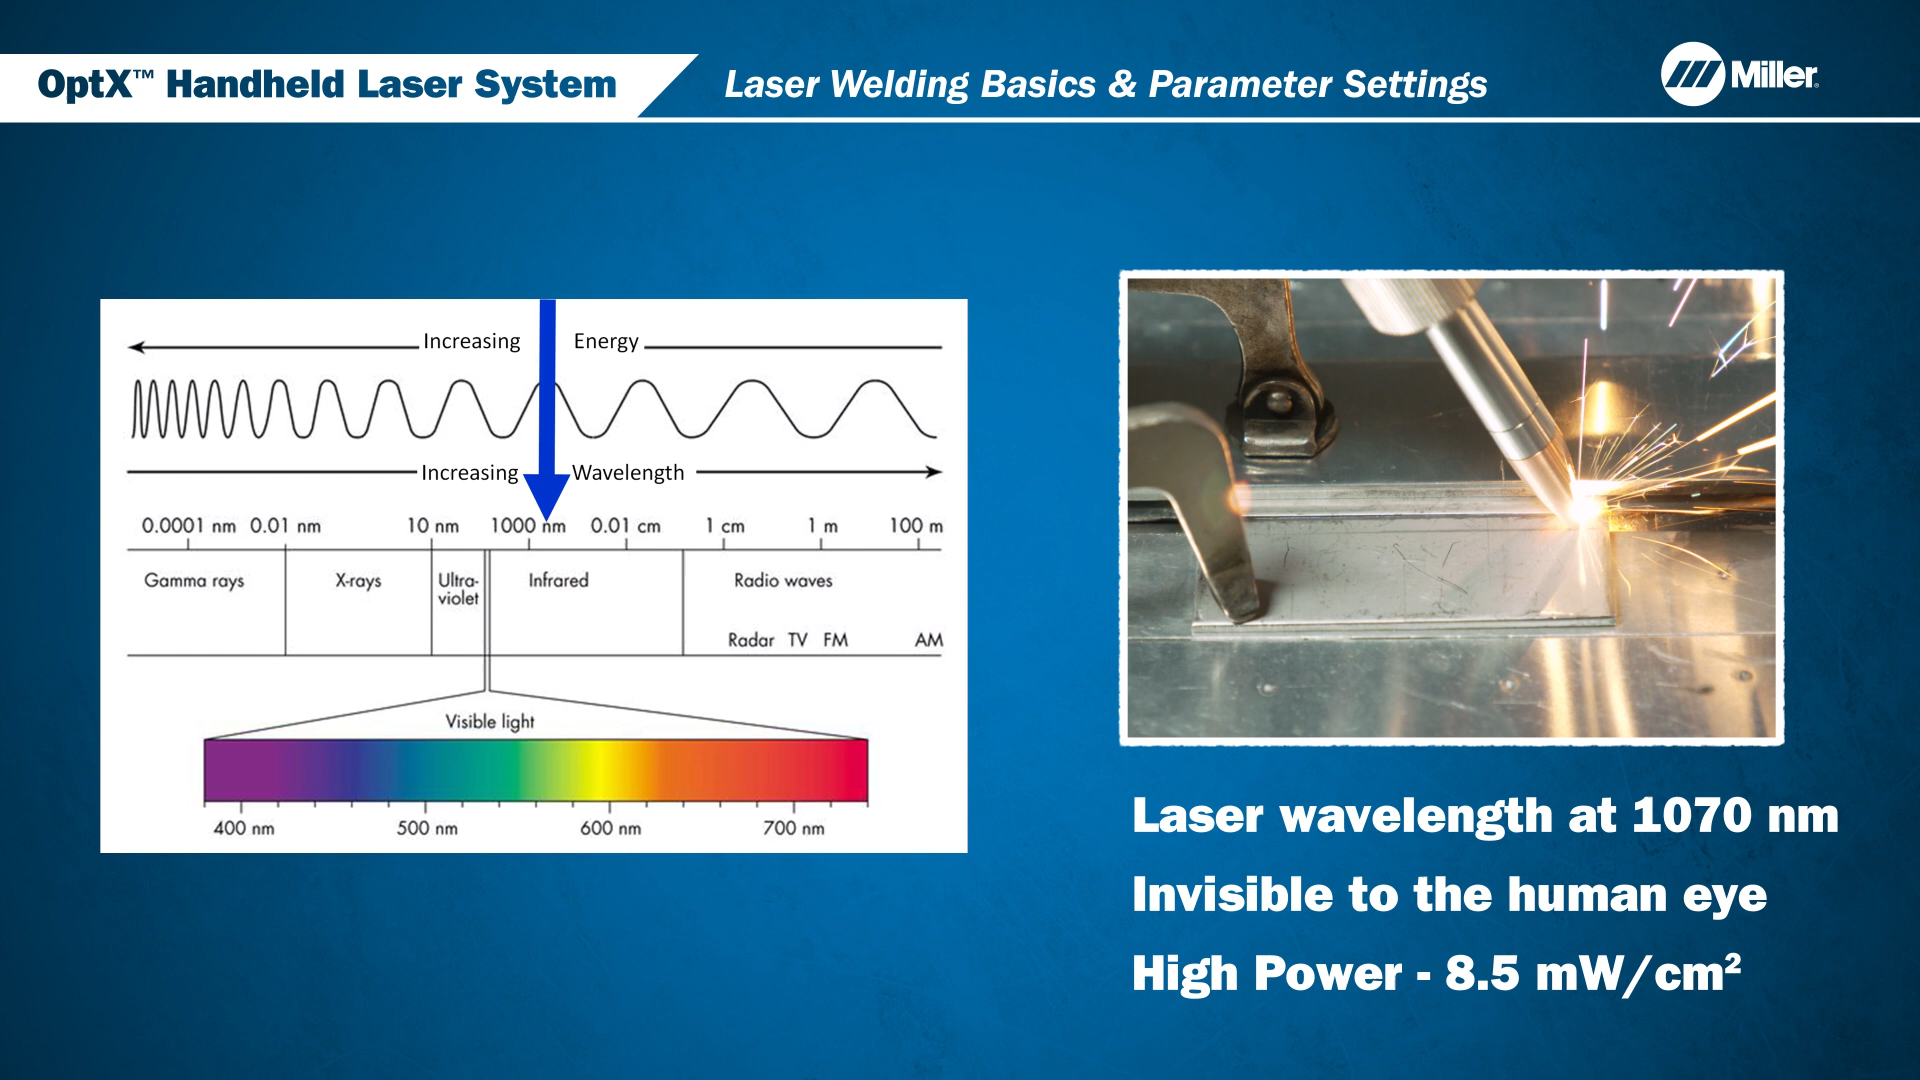 OptX™ Handheld Laser System
Laser Welding Basics & Parameter Settings
Miller®
Increasing Energy
Increasing Wavelength
0.0001 nm 0.01 nm 10 nm 1000 nm 0.01 cm 1 cm 1 m 100 m
Gamma rays X-rays Ultra-violet Infrared Radio waves
Radar TV FM AM
Visible light
400 nm 500 nm 600 nm 700 nm
Laser wavelength at 1070 nm
Invisible to the human eye
High Power - 8.5 mW/cm²